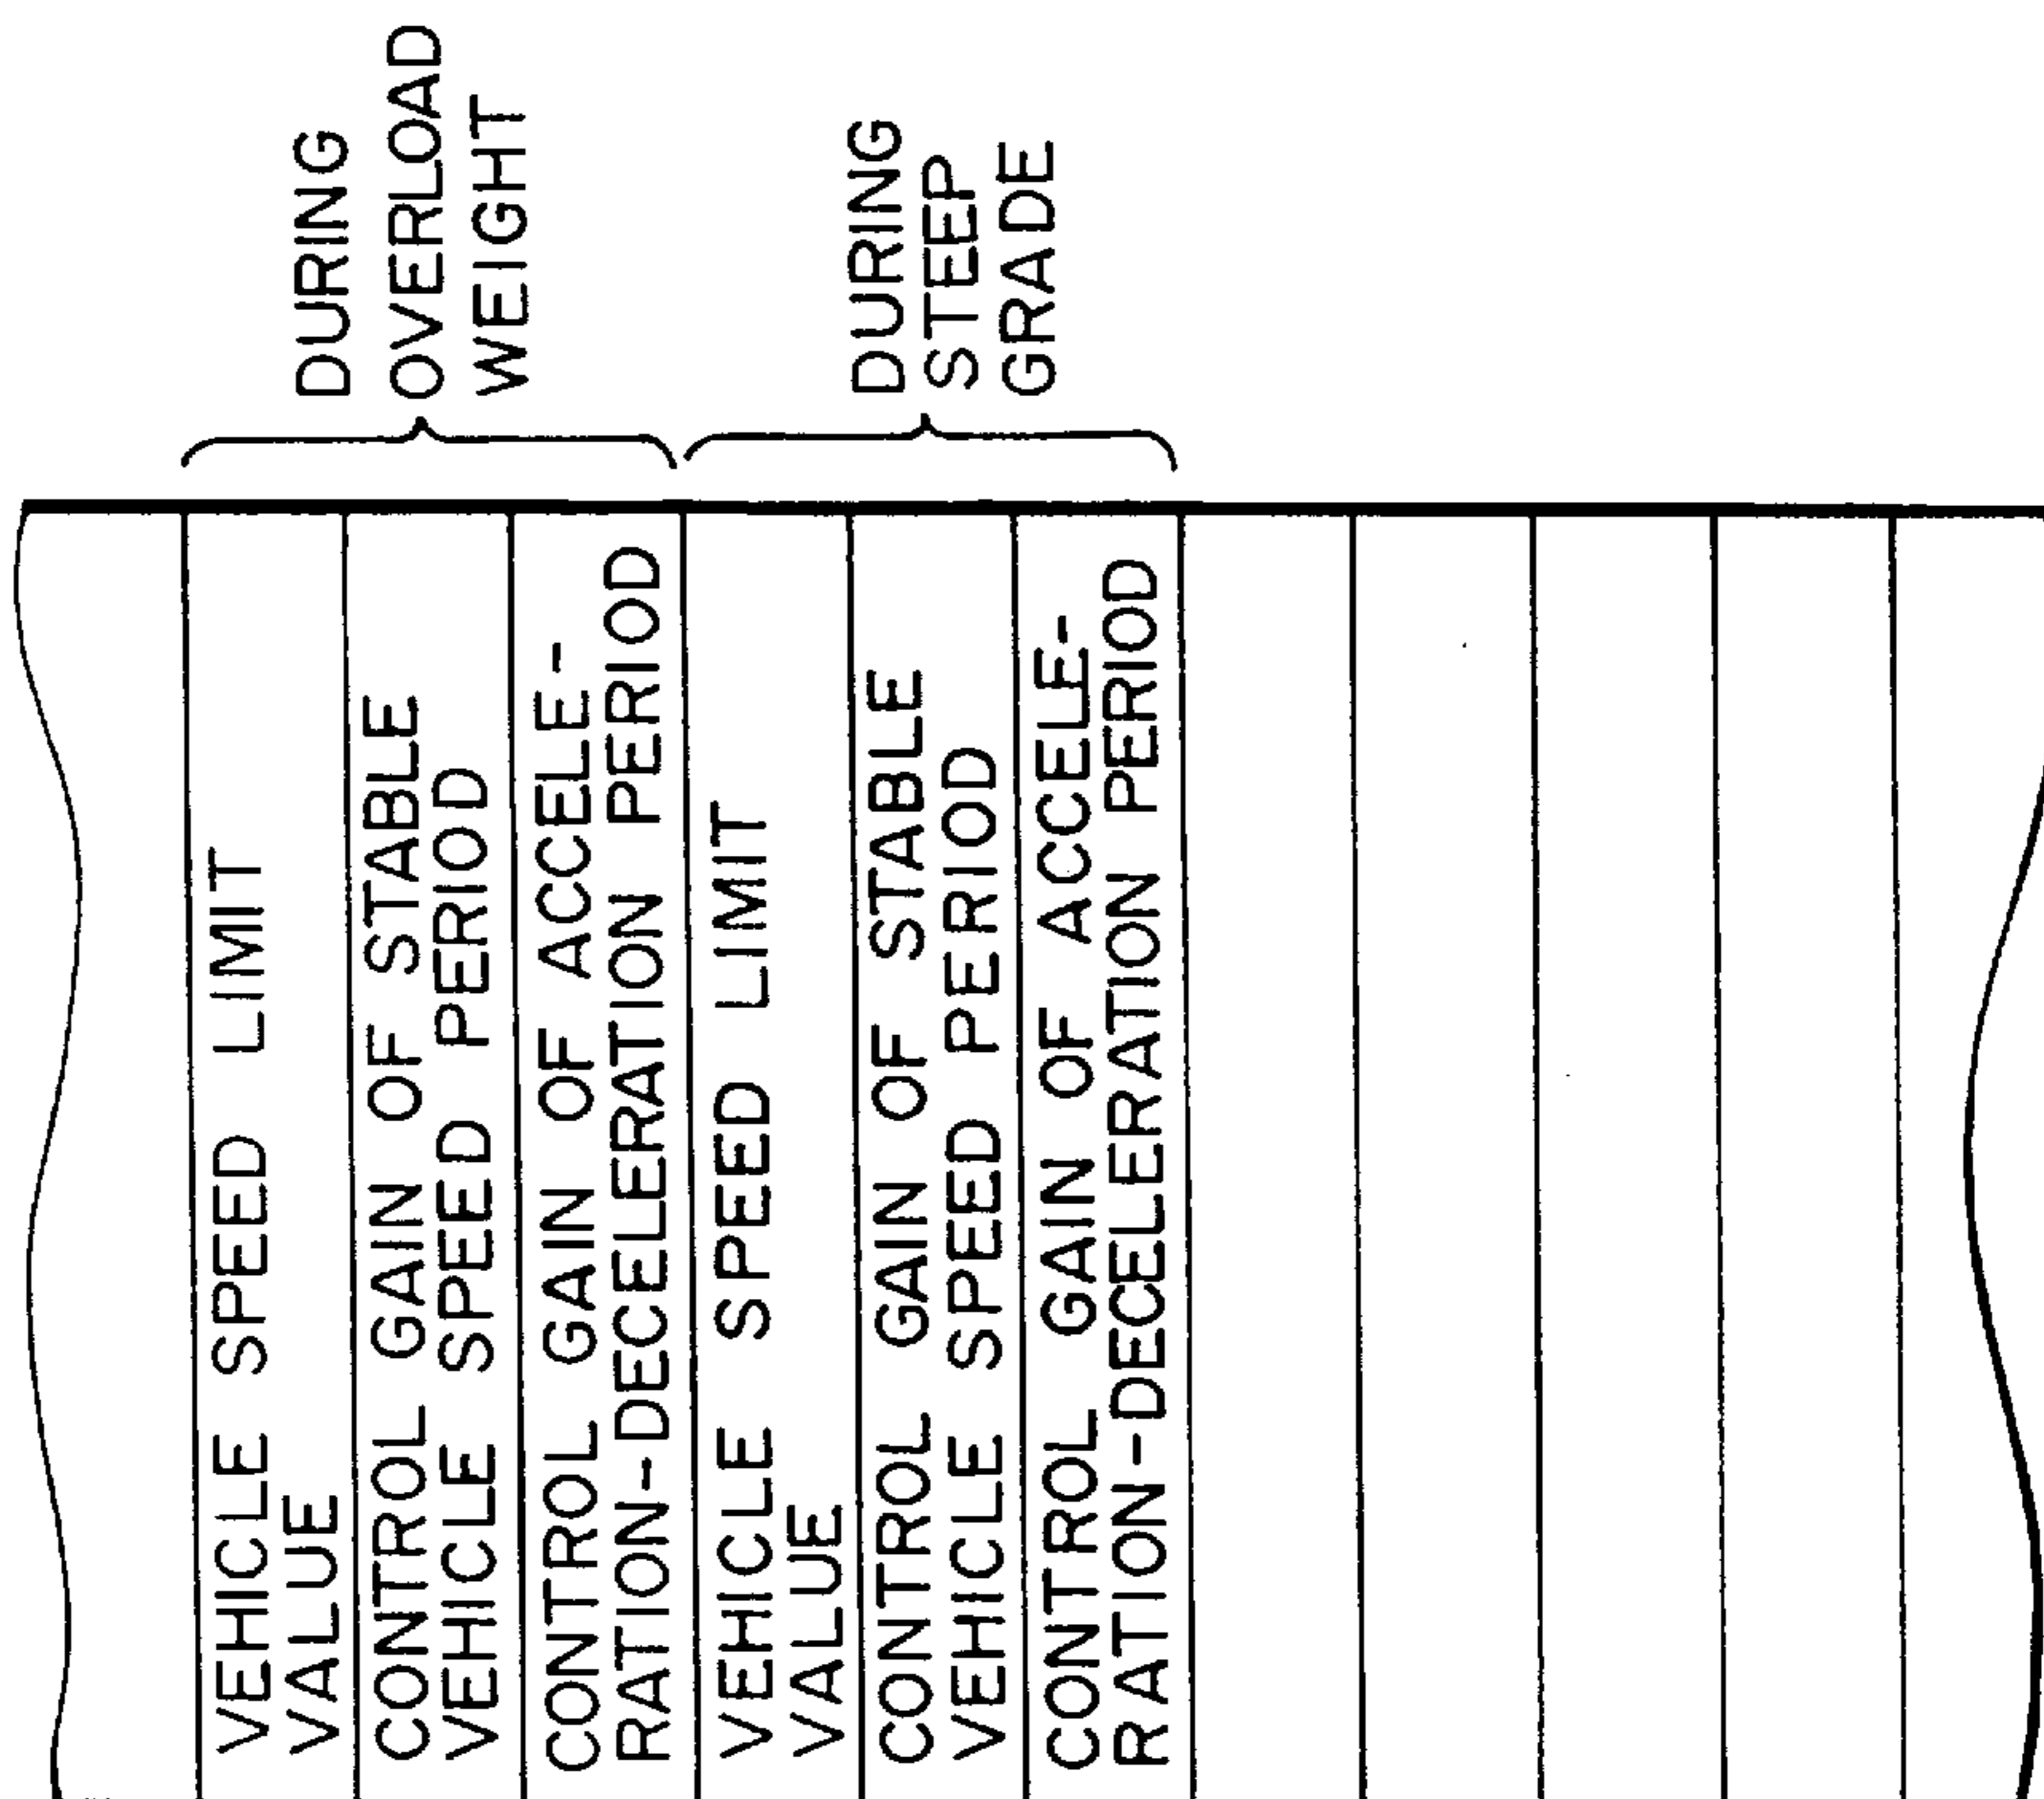 VEHICLE SPEED LIMIT
VALUE
CONTROL GAIN OF STABLE
VEHICLE SPEED PERIOD
CONTROL GAIN OF ACCELE-
RATION-DECELERATION PERIOD
DURING
OVERLOAD
WEIGHT
VEHICLE SPEED LIMIT
VALUE
CONTROL GAIN OF STABLE
VEHICLE SPEED PERIOD
CONTROL GAIN OF ACCELE-
RATION-DECELERATION PERIOD
DURING
STEEP
GRADE